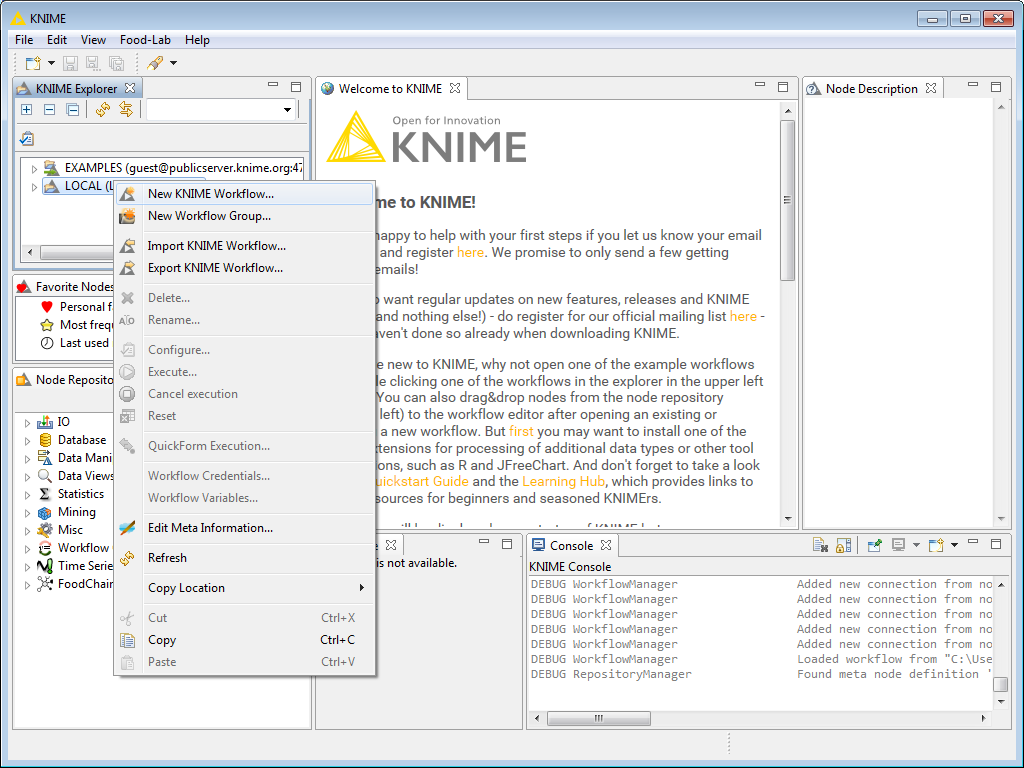 KNIME
File Edit View Food-Lab Help
KNIME Explorer
EXAMPLES (guest@publicserver.knime.org:47
LOCAL (L
New KNIME Workflow...
New Workflow Group...
Import KNIME Workflow...
Export KNIME Workflow...
Delete...
Rename...
Configure...
Execute...
Cancel execution
Reset
QuickForm Execution...
Workflow Credentials...
Workflow Variables...
Edit Meta Information...
Refresh
Copy Location
Cut Ctrl+X
Copy Ctrl+C
Paste Ctrl+V
Favorite Nodes
Personal f
Most frequ
Last used
Node Reposito
IO
Database
Data Mani
Data Views
Statistics
Mining
Misc
Workflow
Time Serie
FoodChain
Welcome to KNIME
Open for Innovation
KNIME
me to KNIME!
happy to help with your first steps if you let us know your email
and register here. We promise to only send a few getting
emails!
o want regular updates on new features, releases and KNIME
(and nothing else!) - do register for our official mailing list here -
aven't done so already when downloading KNIME.
e new to KNIME, why not open one of the example workflows
le clicking one of the workflows in the explorer in the upper left
You can also drag&drop nodes from the node repository
left) to the workflow editor after opening an existing or
a new workflow. But first you may want to install one of the
xtensions for processing of additional data types or other tool
ons, such as R and JFreeChart. And don't forget to take a look
uickstart Guide and the Learning Hub, which provides links to
sources for beginners and seasoned KNIMErs.
Node Description
e
is not available.
Console
KNIME Console
DEBUG WorkflowManager Added new connection from no
DEBUG WorkflowManager Added new connection from no
DEBUG WorkflowManager Added new connection from no
DEBUG WorkflowManager Added new connection from no
DEBUG WorkflowManager Added new connection from no
DEBUG WorkflowManager Loaded workflow from "C:\Use
DEBUG RepositoryManager Found meta node definition '